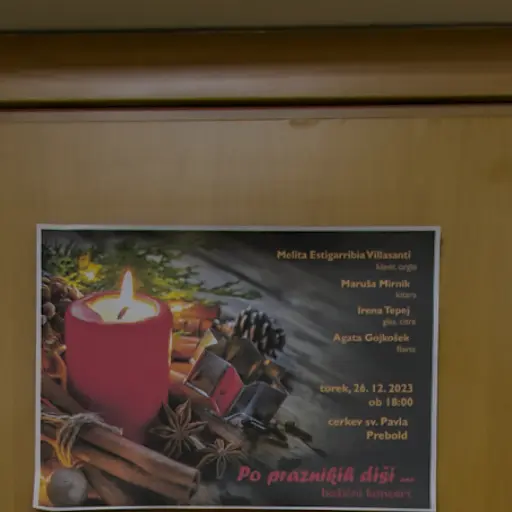 Melita Estigarribia Villasanti
klavir, orgle
Maruša Mirnik
kitara
Irena Tepej
glas, citre
Agata Gojkošek
flavta
torek, 26. 12. 2023
ob 18:00
cerkev sv. Pavla
Prebold
Po praznikih diši ...
božični koncert